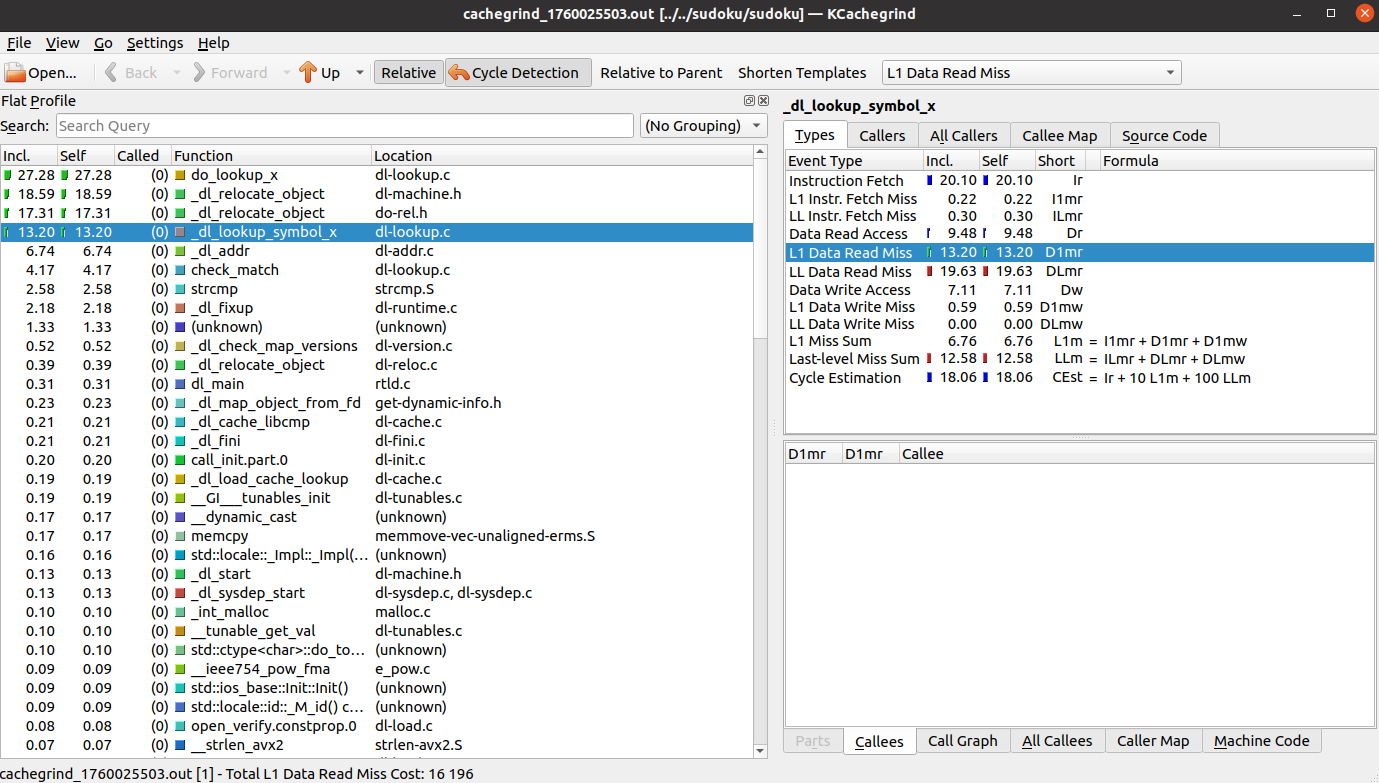 cachegrind_1760025503.out [../../sudoku/sudoku] — KCachegrind
File View Go Settings Help
Open... Back Forward Up Relative Cycle Detection Relative to Parent Shorten Templates L1 Data Read Miss
Flat Profile
Search: Search Query (No Grouping)
Incl. Self Called Function Location
27.28 27.28 (0) do_lookup_x dl-lookup.c
18.59 18.59 (0) _dl_relocate_object dl-machine.h
17.31 17.31 (0) _dl_relocate_object do-rel.h
13.20 13.20 (0) _dl_lookup_symbol_x dl-lookup.c
6.74 6.74 (0) _dl_addr dl-addr.c
4.17 4.17 (0) check_match dl-lookup.c
2.58 2.58 (0) strcmp strcmp.S
2.18 2.18 (0) _dl_fixup dl-runtime.c
1.33 1.33 (0) (unknown) (unknown)
0.52 0.52 (0) _dl_check_map_versions dl-version.c
0.39 0.39 (0) _dl_relocate_object dl-reloc.c
0.31 0.31 (0) dl_main rtld.c
0.23 0.23 (0) _dl_map_object_from_fd get-dynamic-info.h
0.21 0.21 (0) _dl_cache_libcmp dl-cache.c
0.21 0.21 (0) _dl_fini dl-fini.c
0.20 0.20 (0) call_init.part.0 dl-init.c
0.19 0.19 (0) _dl_load_cache_lookup dl-cache.c
0.19 0.19 (0) __GI___tunables_init dl-tunables.c
0.17 0.17 (0) __dynamic_cast (unknown)
0.17 0.17 (0) memcpy memmove-vec-unaligned-erms.S
0.16 0.16 (0) std::locale::_Impl::_Impl(... (unknown)
0.13 0.13 (0) _dl_start dl-machine.h
0.13 0.13 (0) _dl_sysdep_start dl-sysdep.c, dl-sysdep.c
0.10 0.10 (0) _int_malloc malloc.c
0.10 0.10 (0) __tunable_get_val dl-tunables.c
0.10 0.10 (0) std::ctype<char>::do_to... (unknown)
0.09 0.09 (0) __ieee754_pow_fma e_pow.c
0.09 0.09 (0) std::ios_base::Init::Init() (unknown)
0.09 0.09 (0) std::locale::id::_M_id() c... (unknown)
0.08 0.08 (0) open_verify.constprop.0 dl-load.c
0.07 0.07 (0) __strlen_avx2 strlen-avx2.S
_dl_lookup_symbol_x
Types Callers All Callers Callee Map Source Code
Event Type Incl. Self Short Formula
Instruction Fetch 20.10 20.10 Ir
L1 Instr. Fetch Miss 0.22 0.22 I1mr
LL Instr. Fetch Miss 0.30 0.30 ILmr
Data Read Access 9.48 9.48 Dr
L1 Data Read Miss 13.20 13.20 D1mr
LL Data Read Miss 19.63 19.63 DLmr
Data Write Access 7.11 7.11 Dw
L1 Data Write Miss 0.59 0.59 D1mw
LL Data Write Miss 0.00 0.00 DLmw
L1 Miss Sum 6.76 6.76 L1m = I1mr + D1mr + D1mw
Last-level Miss Sum 12.58 12.58 LLm = ILmr + DLmr + DLmw
Cycle Estimation 18.06 18.06 CEst = Ir + 10 L1m + 100 LLm
D1mr D1mr Callee
Parts Callees Call Graph All Callees Caller Map Machine Code
cachegrind_1760025503.out [1] - Total L1 Data Read Miss Cost: 16 196